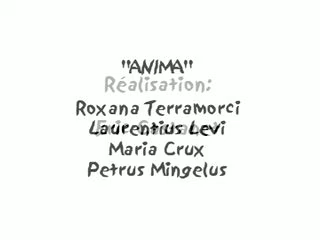 "ANIMA"
Réalisation:
Roxana Terramorci
Laurentius Levi
Maria Crux
Petrus Mingelus